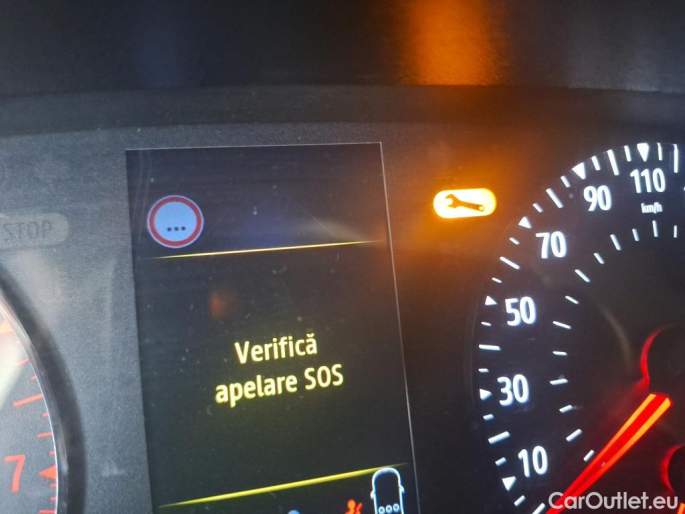 ...
STOP
Verifică
apelare SOS
110
km/h
90
70
50
30
10
7
CarOutlet.eu